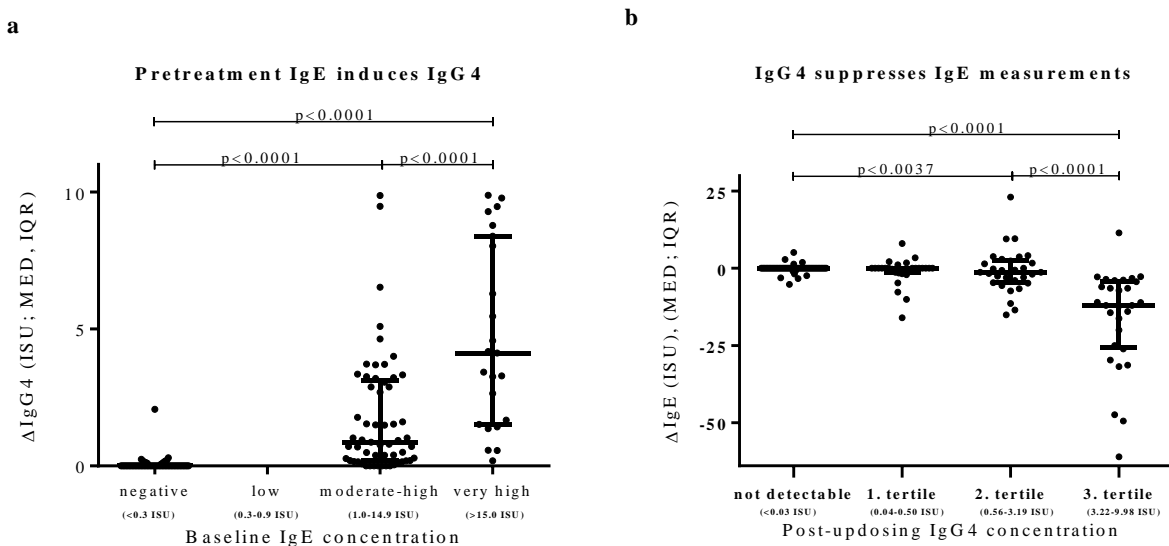 a
Pretreatment IgE induces IgG4
p<0.0001
p<0.0001 p<0.0001
ΔIgG4 (ISU; MED, IQR)
10
5
0
negative low moderate-high very high
(<0.3 ISU) (0.3-0.9 ISU) (1.0-14.9 ISU) (>15.0 ISU)
Baseline IgE concentration
b
IgG4 suppresses IgE measurements
p<0.0001
p<0.0037 p<0.0001
ΔIgE (ISU), (MED; IQR)
25
0
-25
-50
not detectable 1. tertile 2. tertile 3. tertile
(<0.03 ISU) (0.04-0.50 ISU) (0.56-3.19 ISU) (3.22-9.98 ISU)
Post-updosing IgG4 concentration